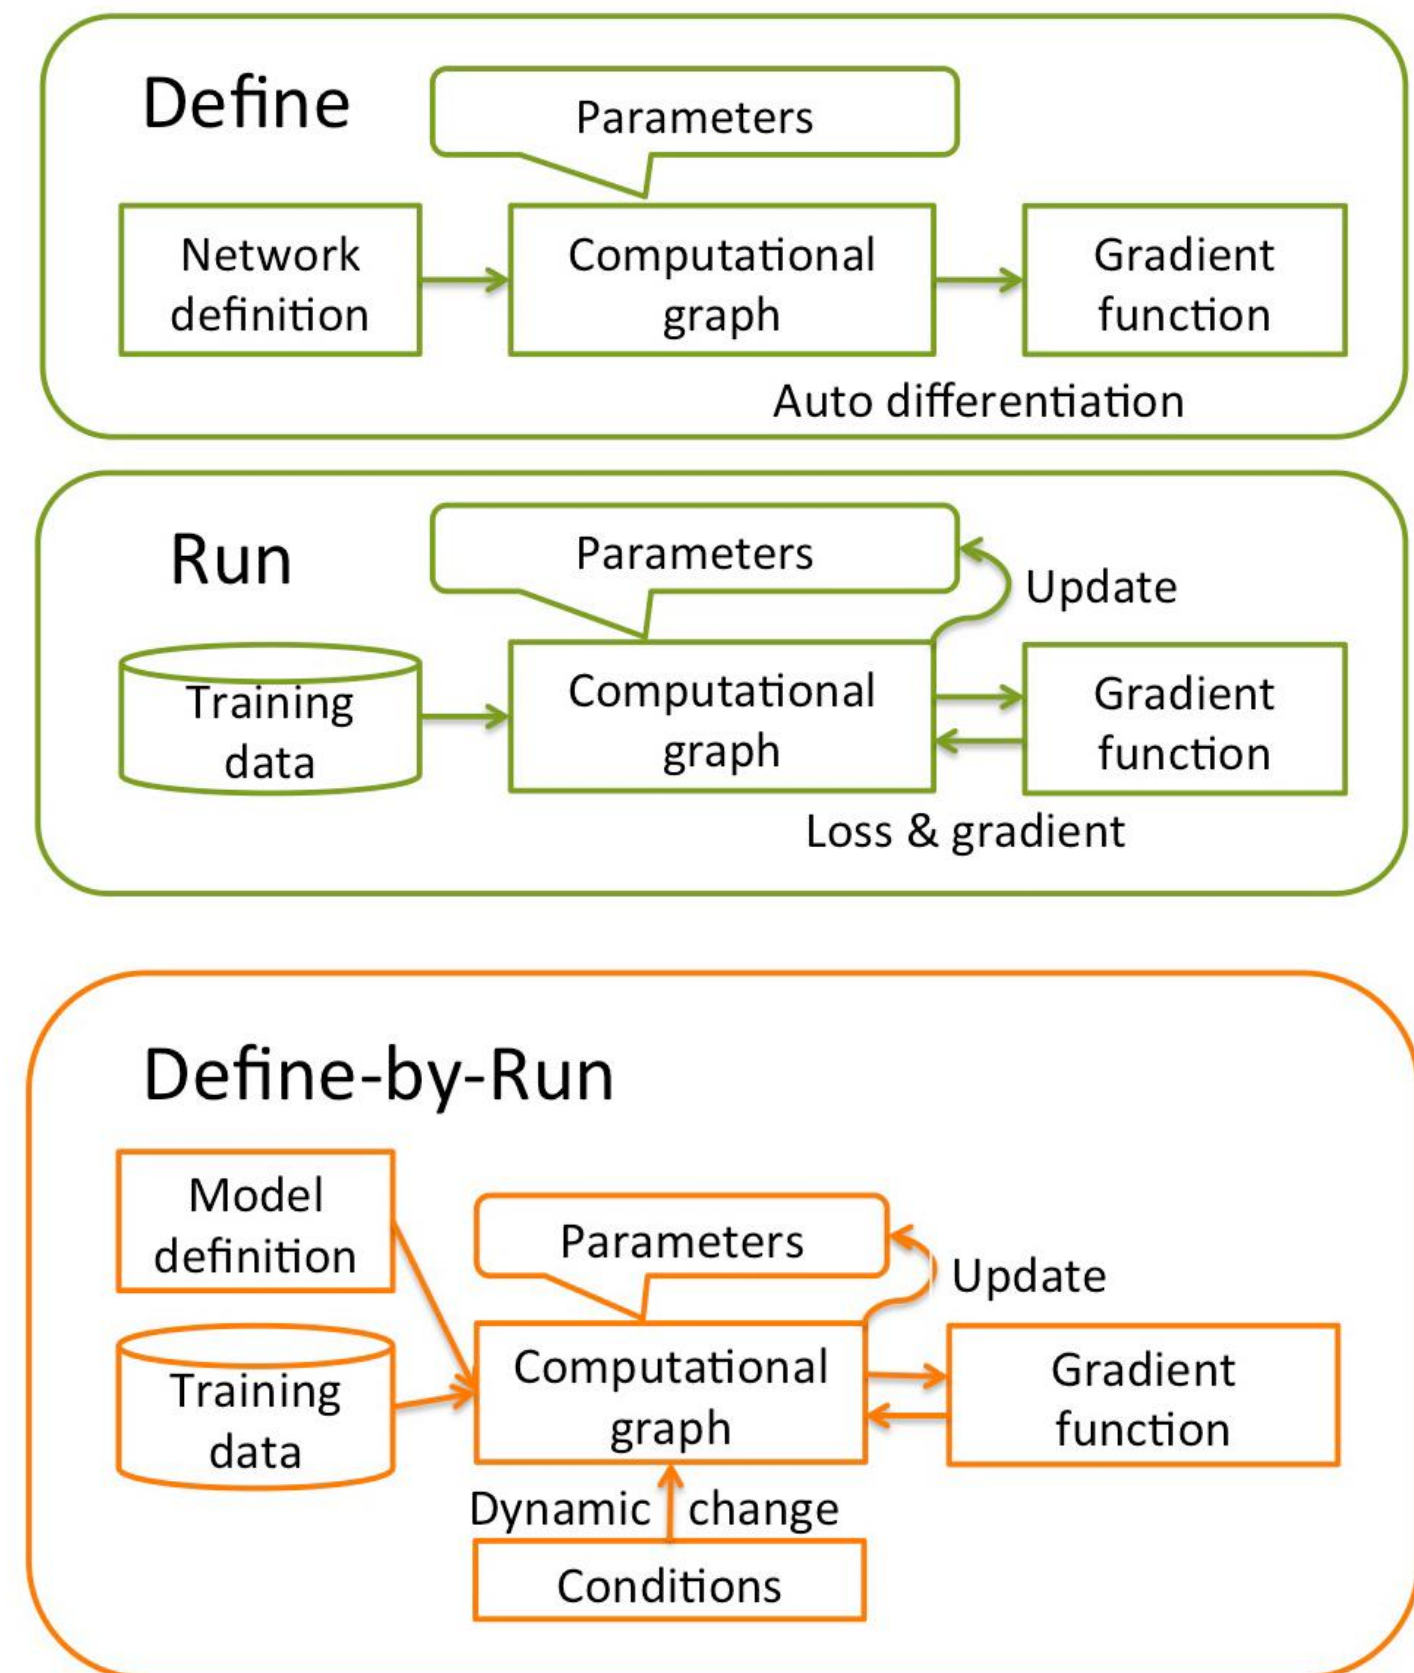 Define
Parameters
Network
definition
Computational
graph
Gradient
function
Auto differentiation
Run
Parameters
Update
Training
data
Computational
graph
Gradient
function
Loss & gradient
Define-by-Run
Model
definition
Parameters
Update
Training
data
Computational
graph
Gradient
function
Dynamic change
Conditions